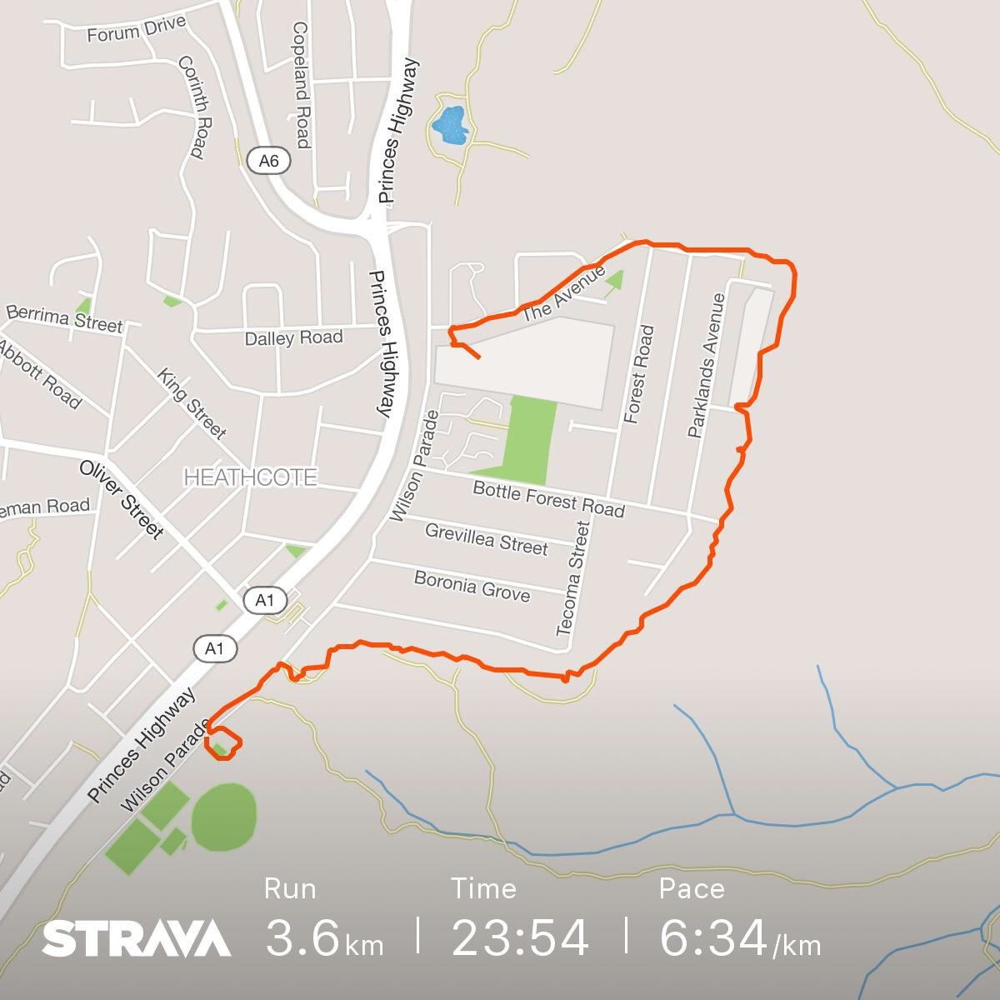 Forum Drive
Copeland Road
Corinth Road
Princes Highway
A6
Princes Highway
The Avenue
Berrima Street
Dalley Road
Abbott Road
King Street
Forest Road
Parklands Avenue
Wilson Parade
HEATHCOTE
Oliver Street
Bottle Forest Road
eman Road
Grevillea Street
Tecoma Street
Boronia Grove
A1
A1
Princes Highway
Wilson Parade
ad
Run Time Pace
STRAVA 3.6 km | 23:54 | 6:34 /km